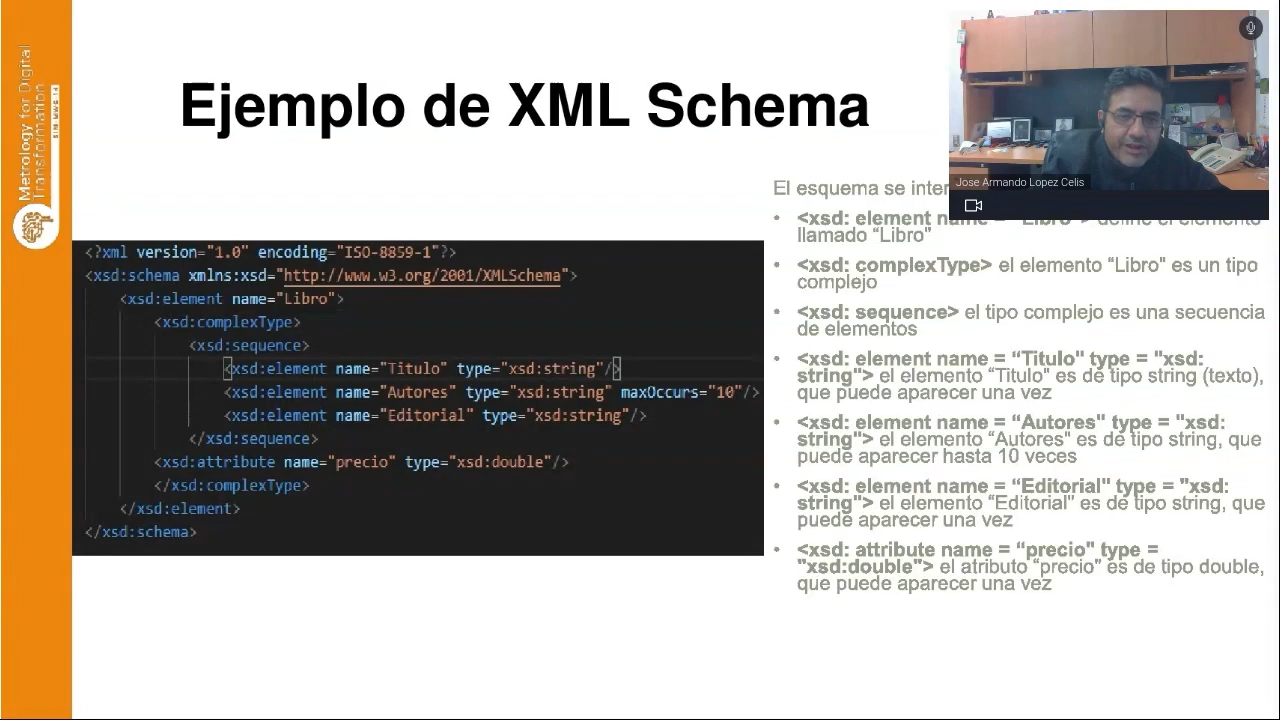 Metrology for Digital
Transformation
Ejemplo de XML Schema
Jose Armando Lopez Celis
<?xml version="1.0" encoding="ISO-8859-1"?>
<xsd:schema xmlns:xsd="http://www.w3.org/2001/XMLSchema">
<xsd:element name="Libro">
<xsd:complexType>
<xsd:sequence>
<xsd:element name="Titulo" type="xsd:string"/>
<xsd:element name="Autores" type="xsd:string" maxOccurs="10"/>
<xsd:element name="Editorial" type="xsd:string"/>
</xsd:sequence>
<xsd:attribute name="precio" type="xsd:double"/>
</xsd:complexType>
</xsd:element>
</xsd:schema>
El esquema se
• <xsd: element name = "Libro"> define el elemento
llamado “Libro”
• <xsd: complexType> el elemento “Libro" es un tipo
complejo
• <xsd: sequence> el tipo complejo es una secuencia
de elementos
• <xsd: element name = “Titulo" type = "xsd:
string"> el elemento “Titulo” es de tipo string (texto),
que puede aparecer una vez
• <xsd: element name = “Autores" type = "xsd:
string"> el elemento “Autores" es de tipo string, que
puede aparecer hasta 10 veces
• <xsd: element name = “Editorial" type = "xsd:
string"> el elemento “Editorial” es de tipo string, que
puede aparecer una vez
• <xsd: attribute name = “precio" type =
"xsd:double"> el atributo “precio” es de tipo double,
que puede aparecer una vez